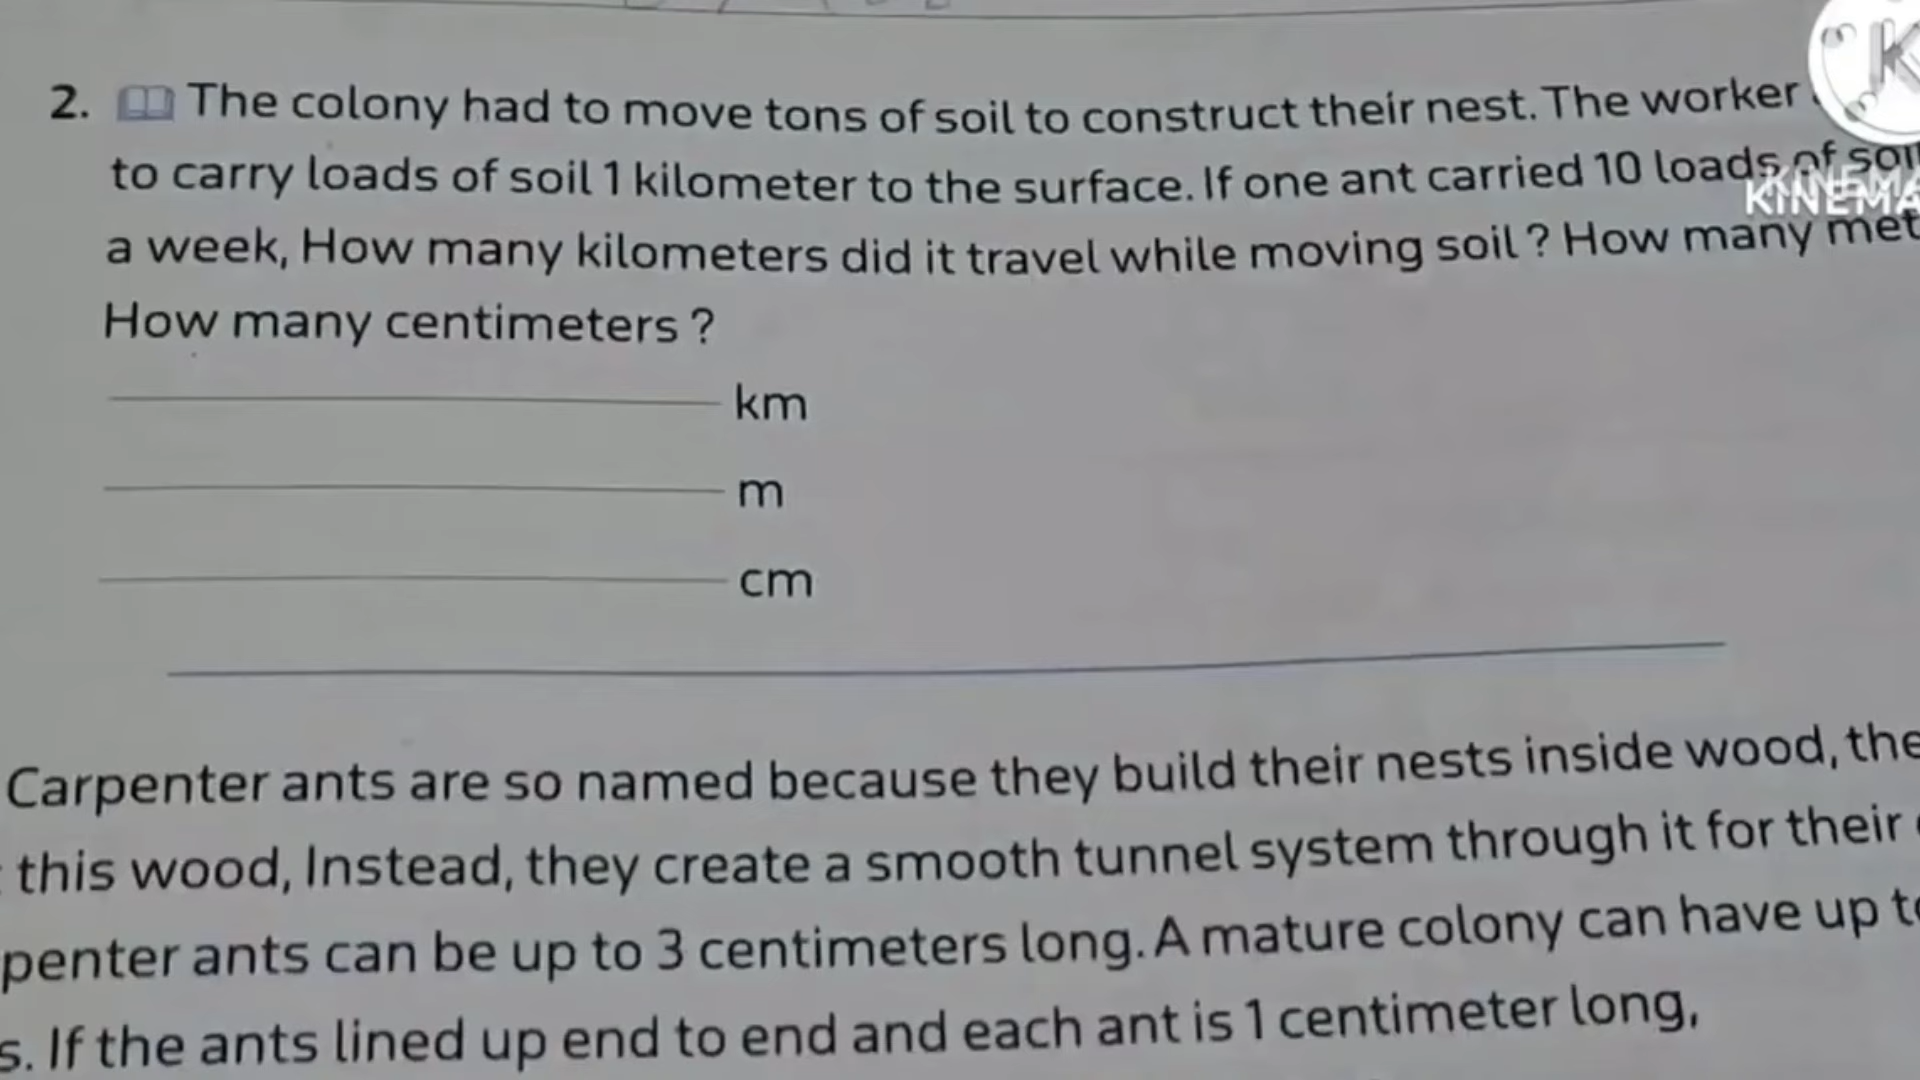 2. The colony had to move tons of soil to construct their nest. The worker
to carry loads of soil 1 kilometer to the surface. If one ant carried 10 loads of soil
a week, How many kilometers did it travel while moving soil ? How many met
How many centimeters ?
km
m
cm
Carpenter ants are so named because they build their nests inside wood, the
this wood, Instead, they create a smooth tunnel system through it for their
penter ants can be up to 3 centimeters long. A mature colony can have up to
s. If the ants lined up end to end and each ant is 1 centimeter long,
K
KINEMA